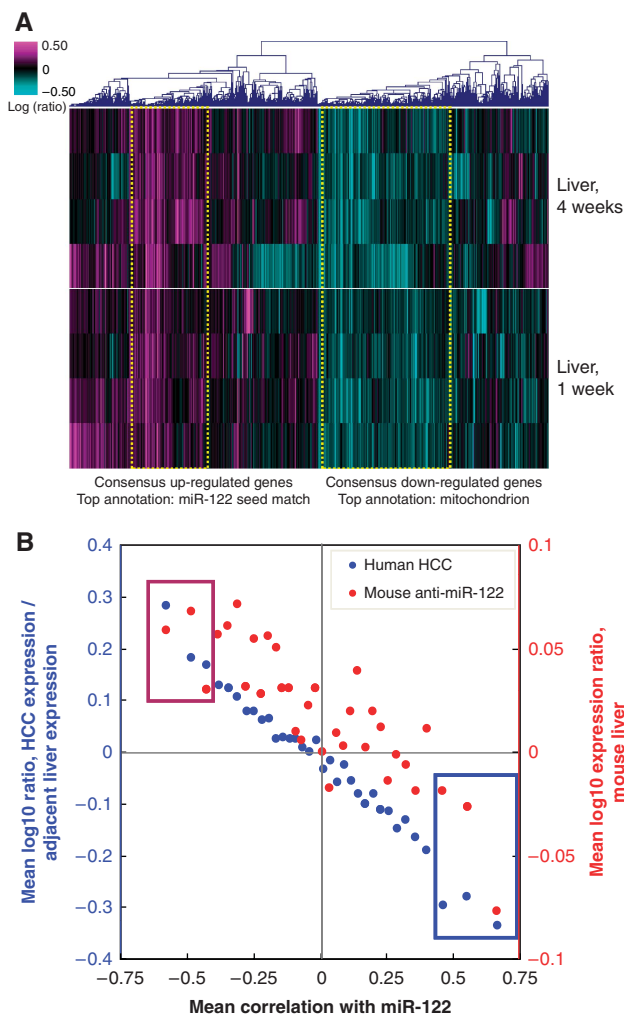 A
0.50
0
−0.50
Log (ratio)
Liver,
4 weeks
Liver,
1 week
Consensus up-regulated genes
Top annotation: miR-122 seed match
Consensus down-regulated genes
Top annotation: mitochondrion
B
Mean log10 ratio, HCC expression /
adjacent liver expression
0.4
0.3
0.2
0.1
0
−0.1
−0.2
−0.3
−0.4
Human HCC
Mouse anti-miR-122
0.1
0.05
0
−0.05
−0.1
Mean log10 expression ratio,
mouse liver
−0.75
−0.5
−0.25
0
0.25
0.5
0.75
Mean correlation with miR-122